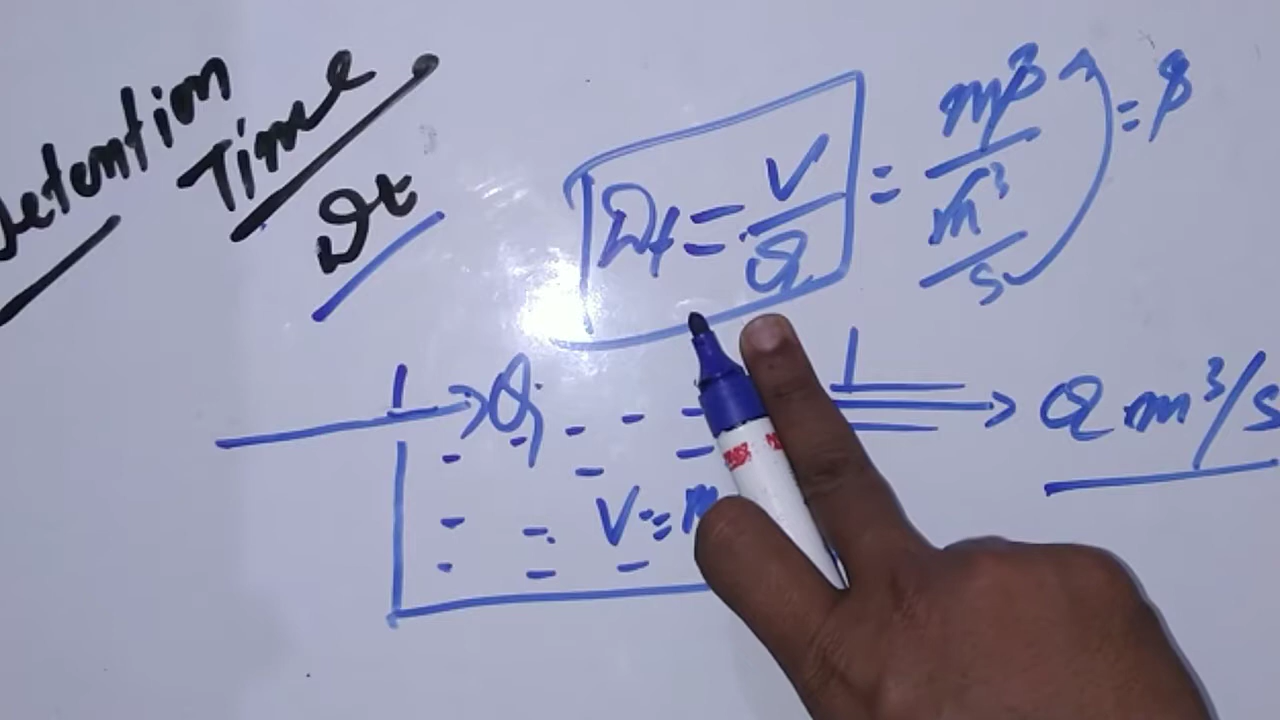 Detention
Time
Dt
Dt = V/Q = m³/m³/s = s
Q
Q m³/s
V = m